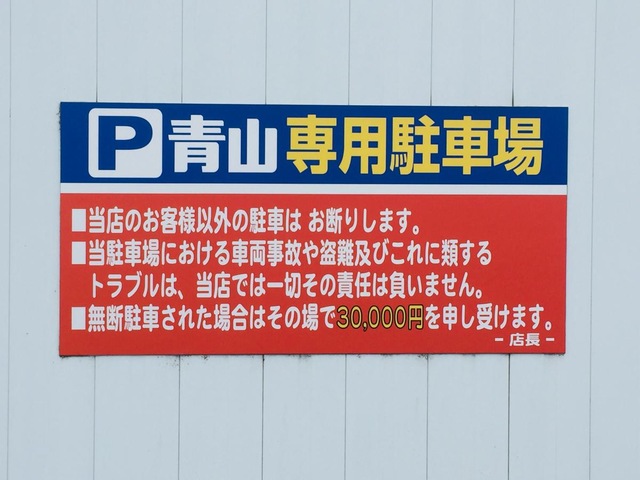 P 青山 専用駐車場
■当店のお客様以外の駐車は お断りします。
■当駐車場における車両事故や盗難及びこれに類する
トラブルは、当店では一切その責任は負いません。
■無断駐車された場合はその場で30,000円を申し受けます。
- 店長 -